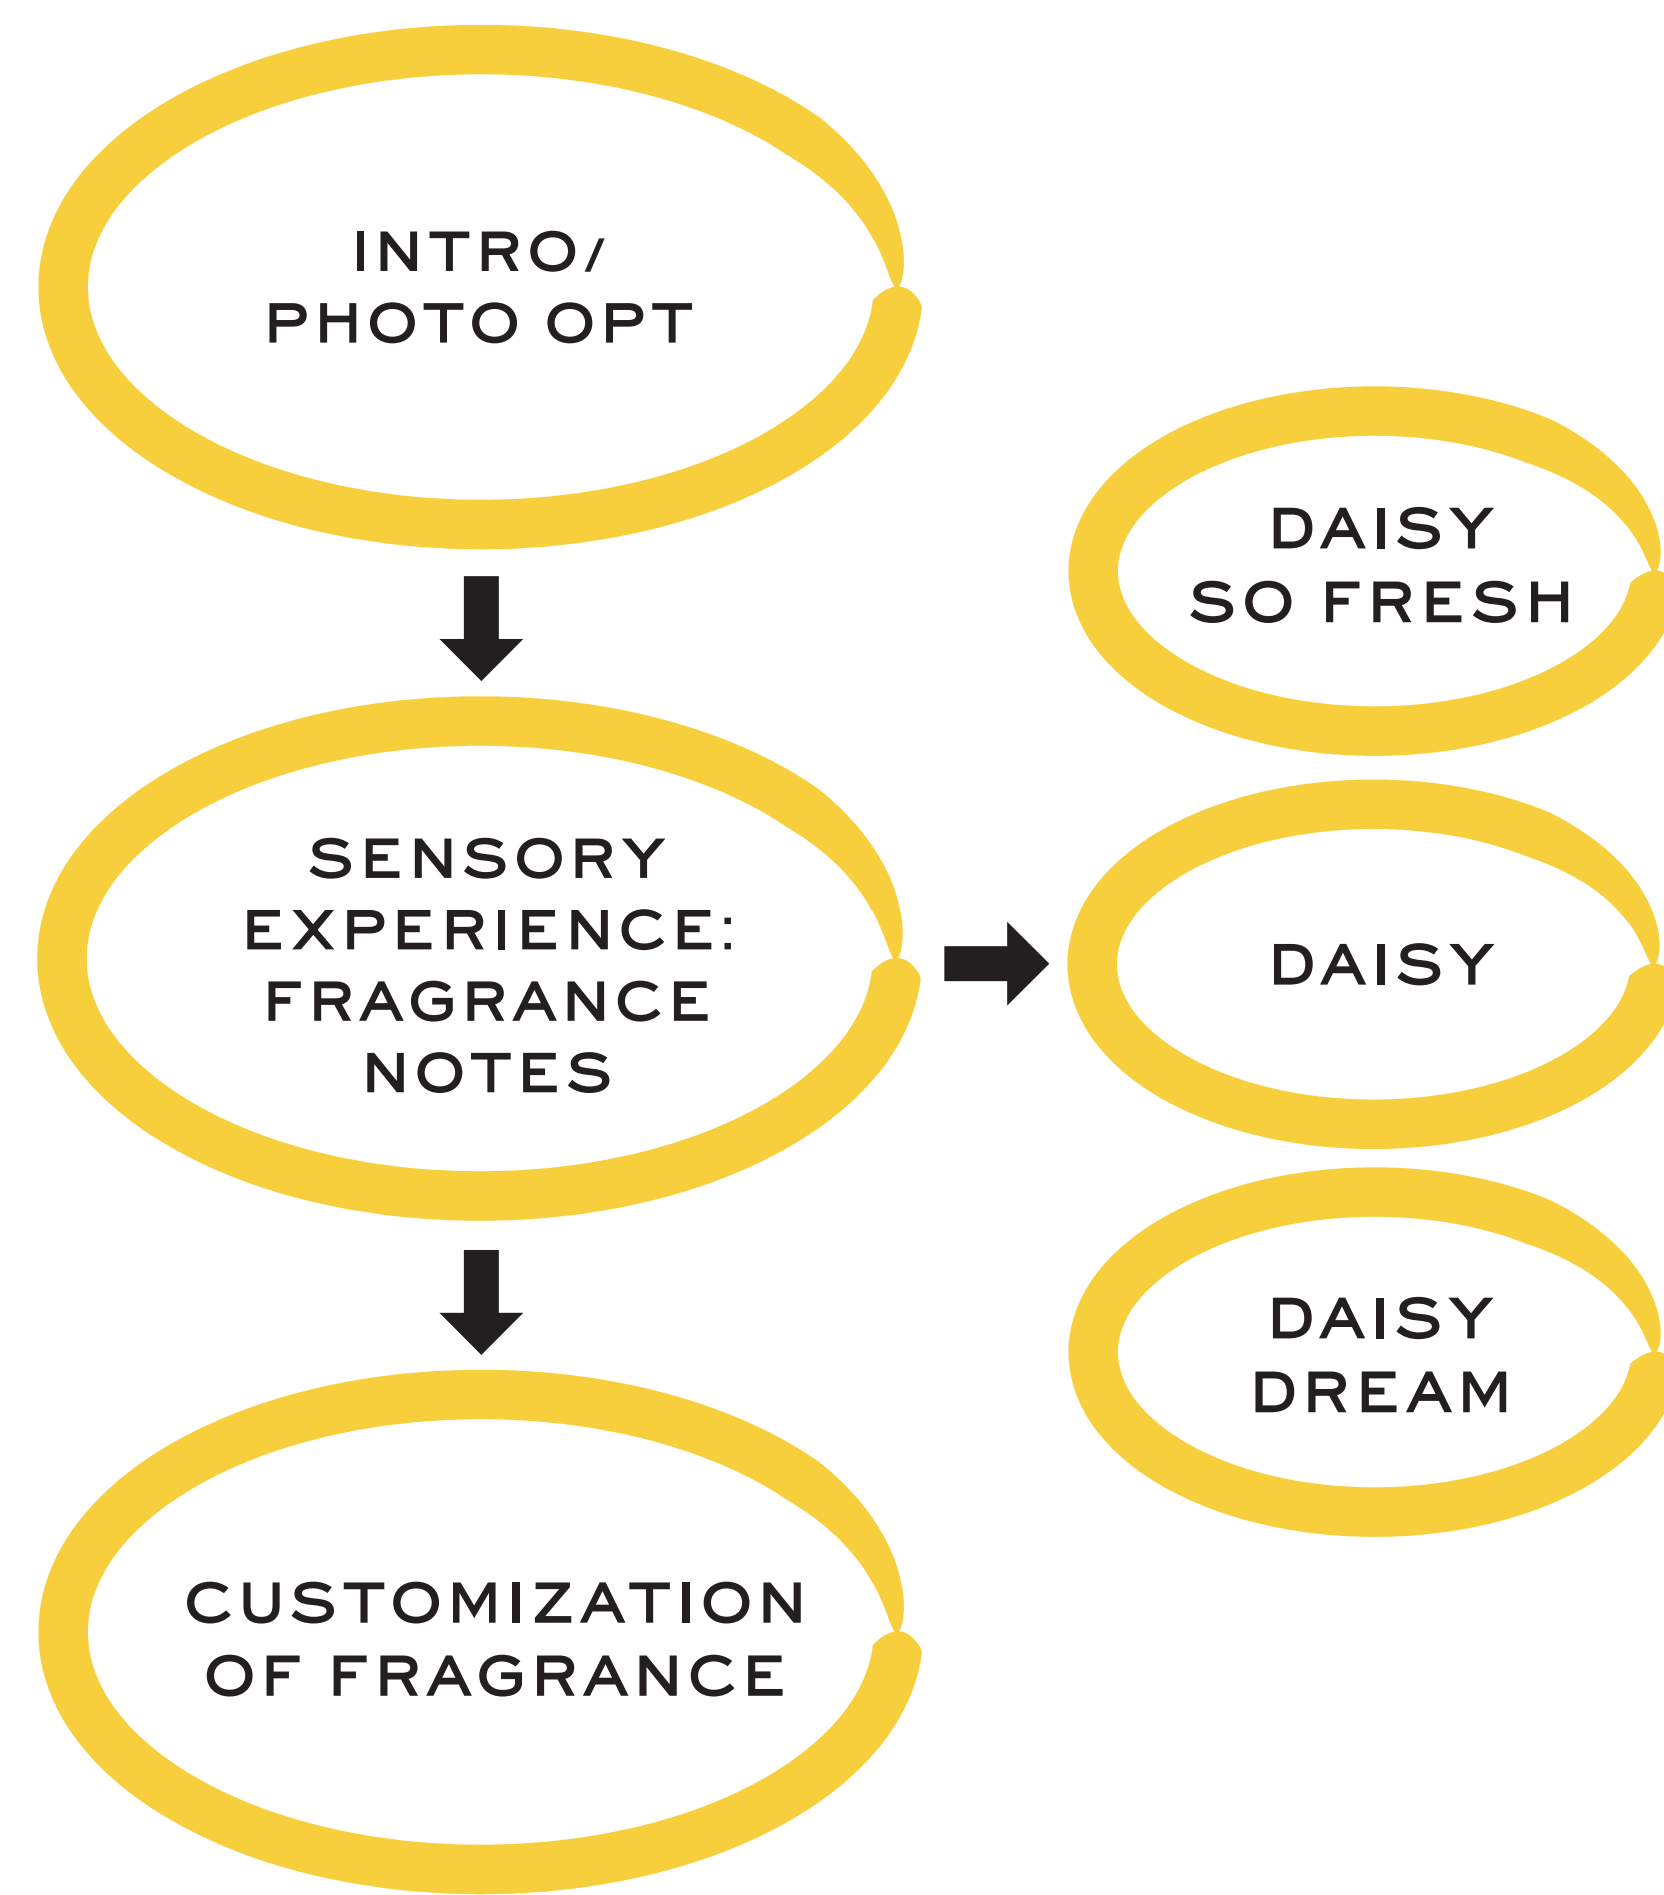 INTRO/
PHOTO OPT
SENSORY
EXPERIENCE:
FRAGRANCE
NOTES
CUSTOMIZATION
OF FRAGRANCE
DAISY
SO FRESH
DAISY
DAISY
DREAM